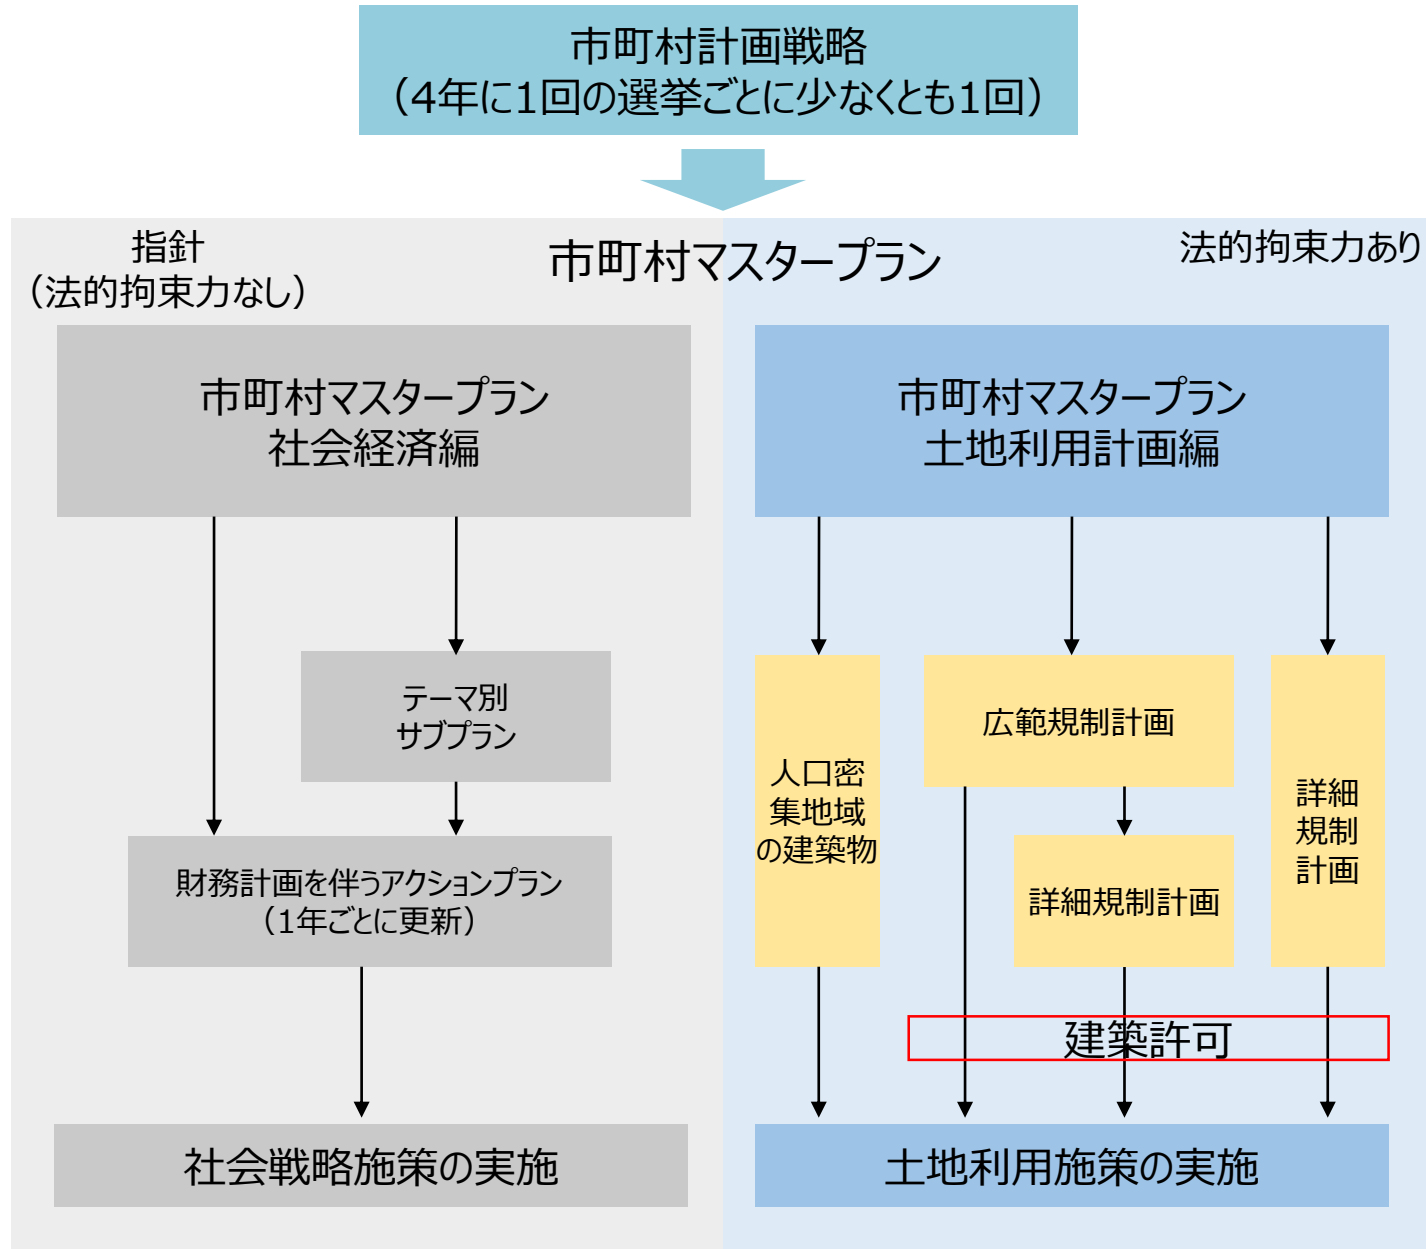 市町村計画戦略
（4年に1回の選挙ごとに少なくとも1回）
指針
（法的拘束力なし）
市町村マスタープラン
法的拘束力あり
市町村マスタープラン
社会経済編
市町村マスタープラン
土地利用計画編
テーマ別
サブプラン
財務計画を伴うアクションプラン
（1年ごとに更新）
人口密
集地域
の建築物
広範規制計画
詳細規制計画
詳細
規制
計画
建築許可
社会戦略施策の実施
土地利用施策の実施